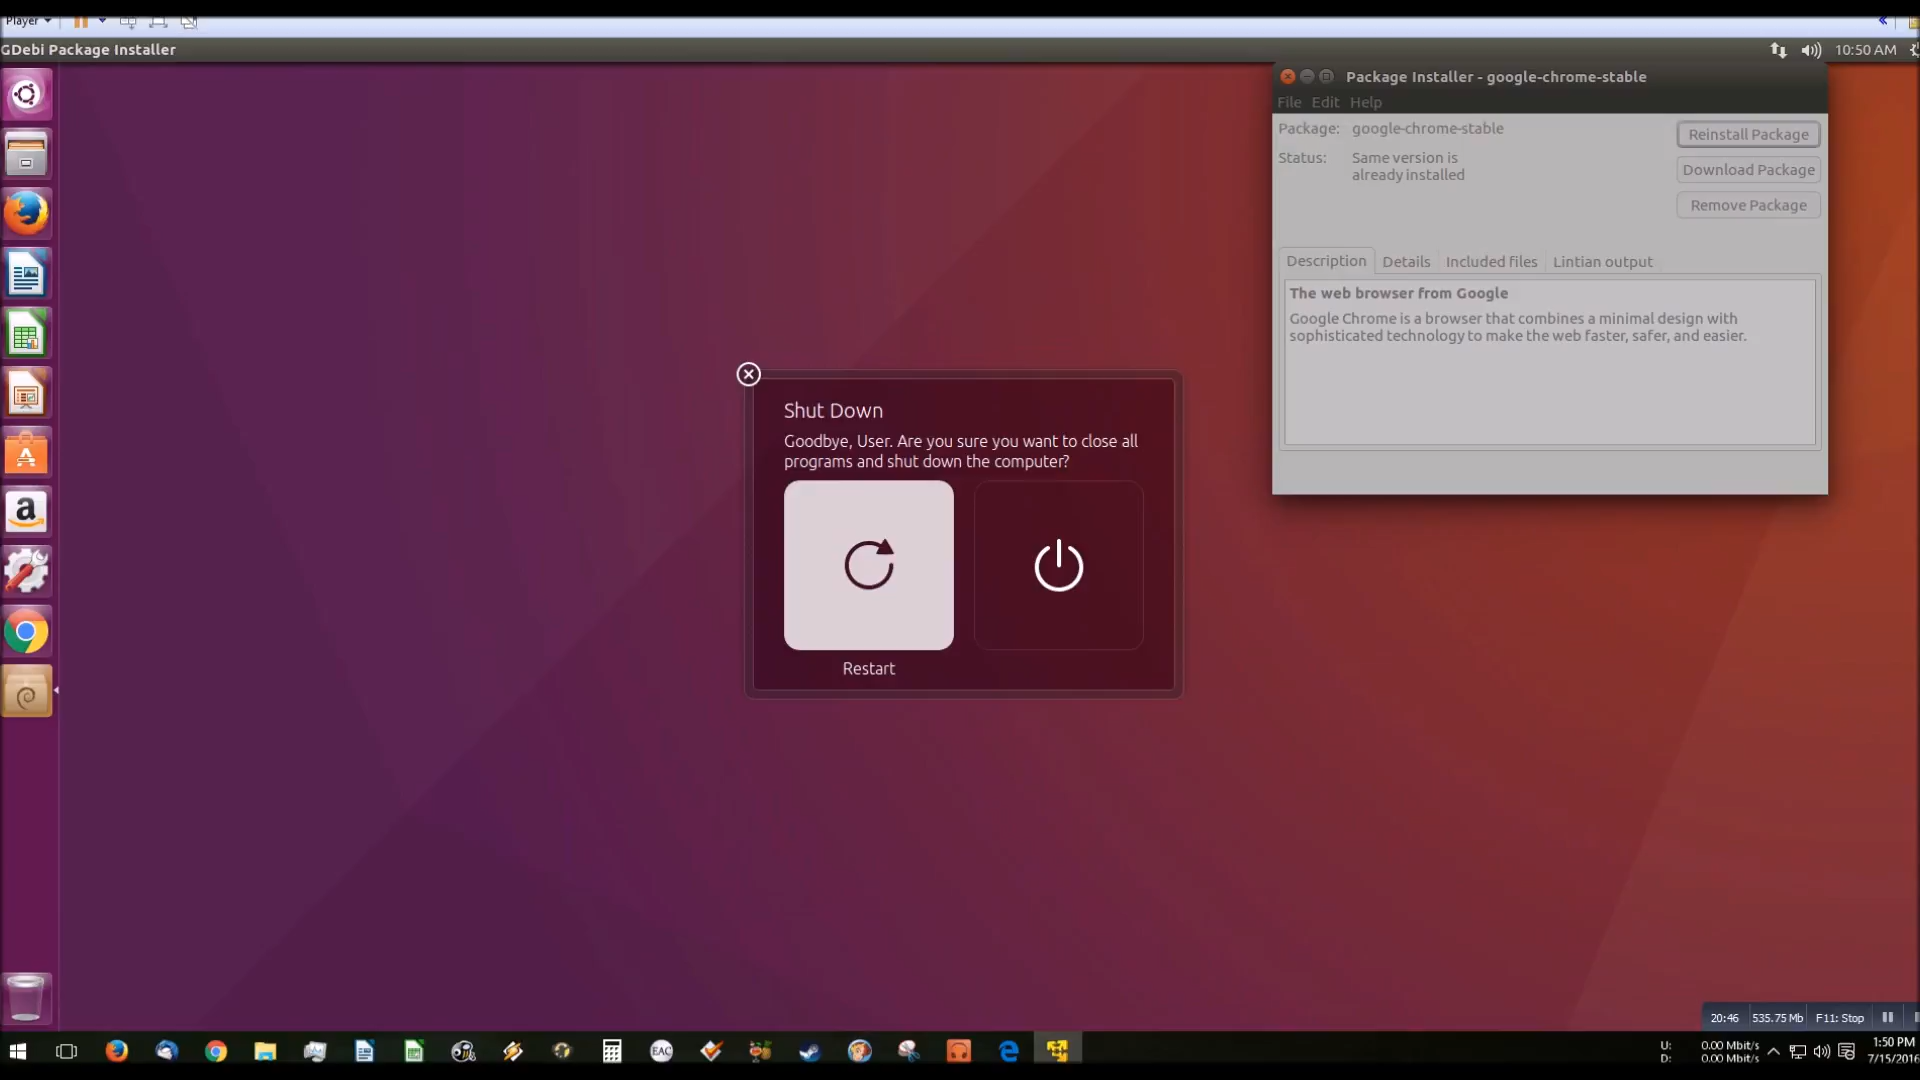 Player
GDebi Package Installer
10:50 AM
Package Installer - google-chrome-stable
File Edit Help
Package: google-chrome-stable
Reinstall Package
Status: Same version is
already installed
Download Package
Remove Package
Description Details Included files Lintian output
The web browser from Google
Google Chrome is a browser that combines a minimal design with
sophisticated technology to make the web faster, safer, and easier.
Shut Down
Goodbye, User. Are you sure you want to close all
programs and shut down the computer?
Restart
a
20:46 535.75 Mb F11: Stop
EAC
U: 0.00 Mbit/s
D: 0.00 Mbit/s
1:50 PM
7/15/2016